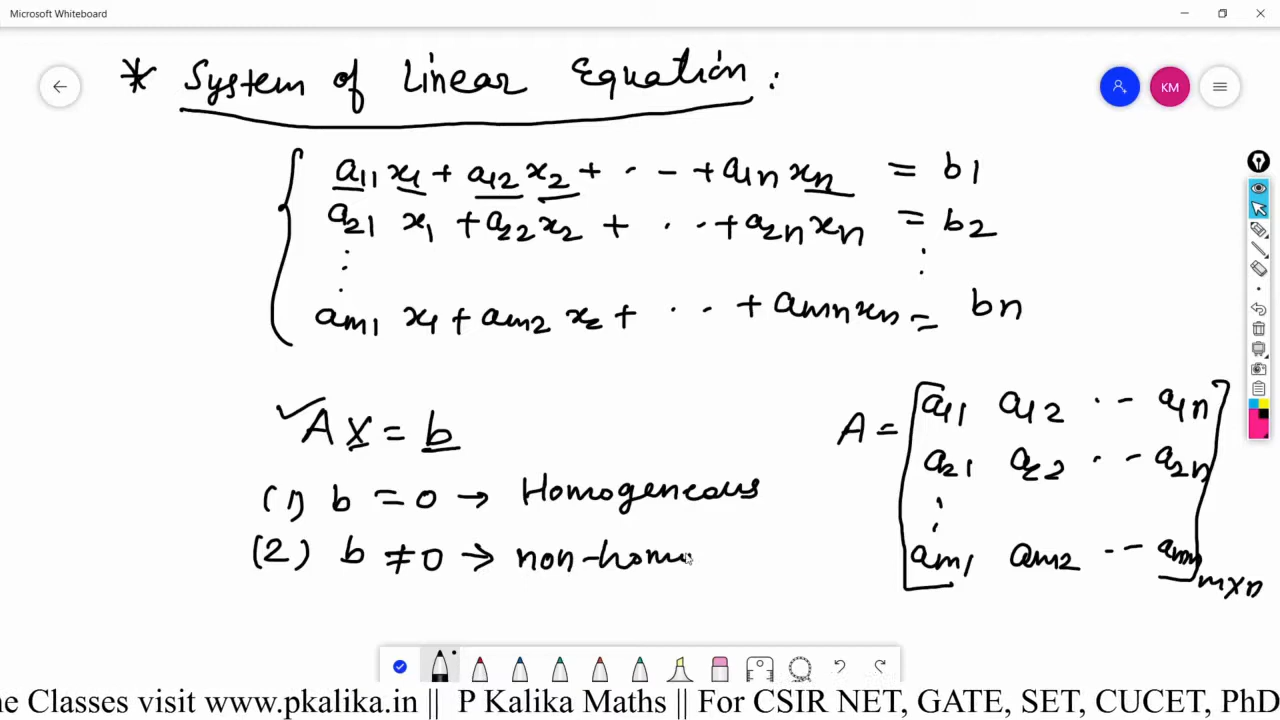 Microsoft Whiteboard
* System of Linear Equation :
KM
a11 x1 + a12 x2 + ·· - + a1n xn = b1
a21 x1 + a22 x2 + · ·· + a2n xn = b2
⋮ ⋮
am1 x1 + am2 x2 + · ·· + amn xn = bn
✓ A X = b
A = [ a11 a12 ·· - a1n
(1) b = 0 → Homogeneous
a21 a22 ·· - a2n
⋮
(2) b ≠ 0 → non-homo
am1 am2 ·· - amn ] m×n
ne Classes visit www.pkalika.in || P Kalika Maths || For CSIR NET, GATE, SET, CUCET, PhD